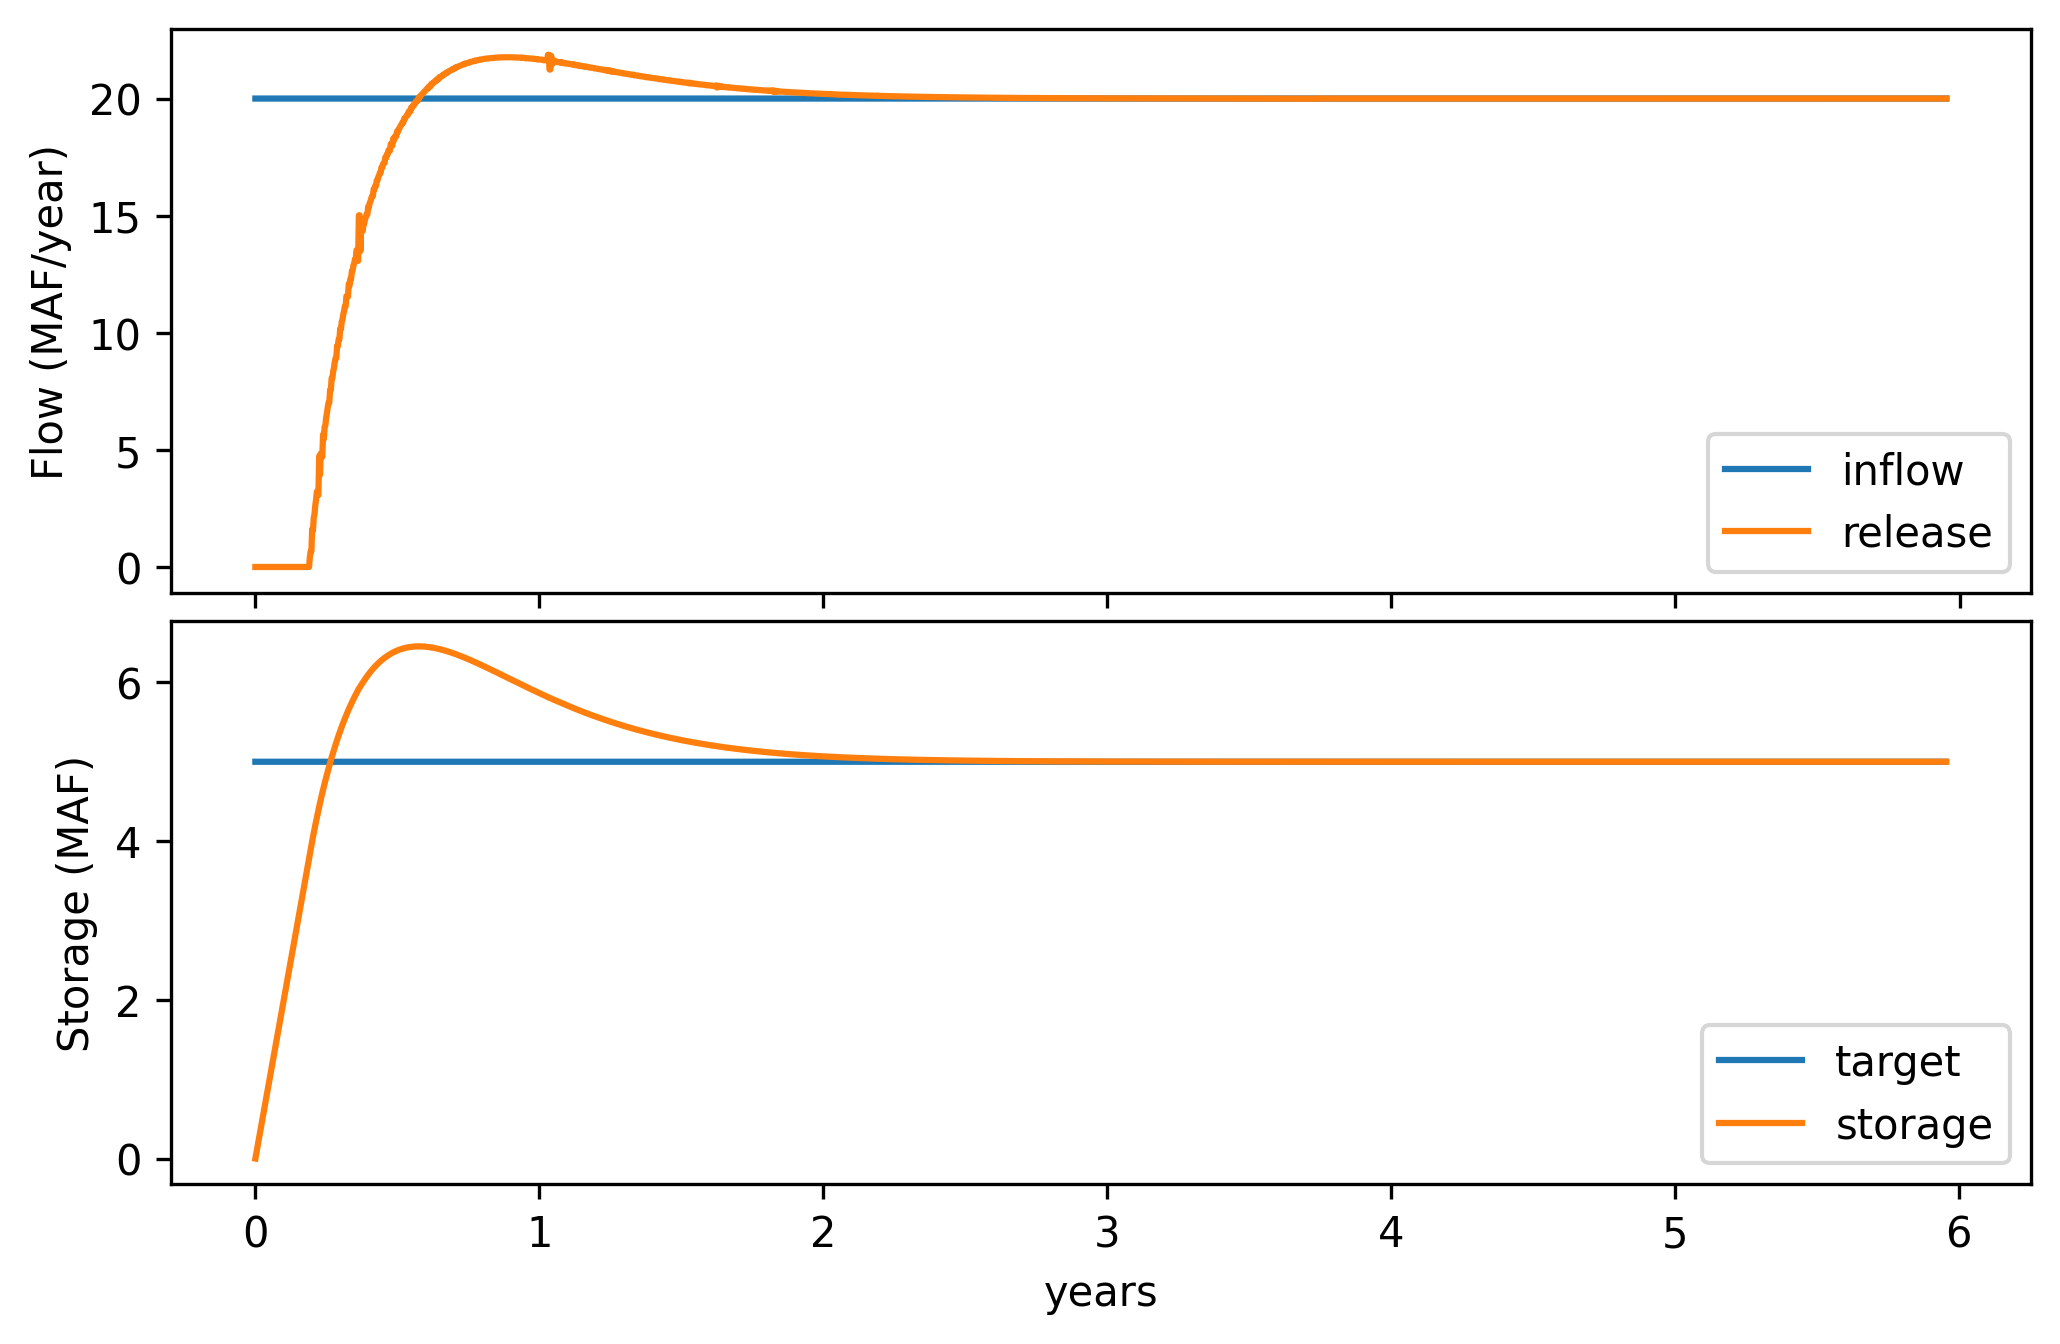 Flow (MAF/year)
20
15
10
5
0
inflow
release
Storage (MAF)
6
4
2
0
target
storage
0 1 2 3 4 5 6
years